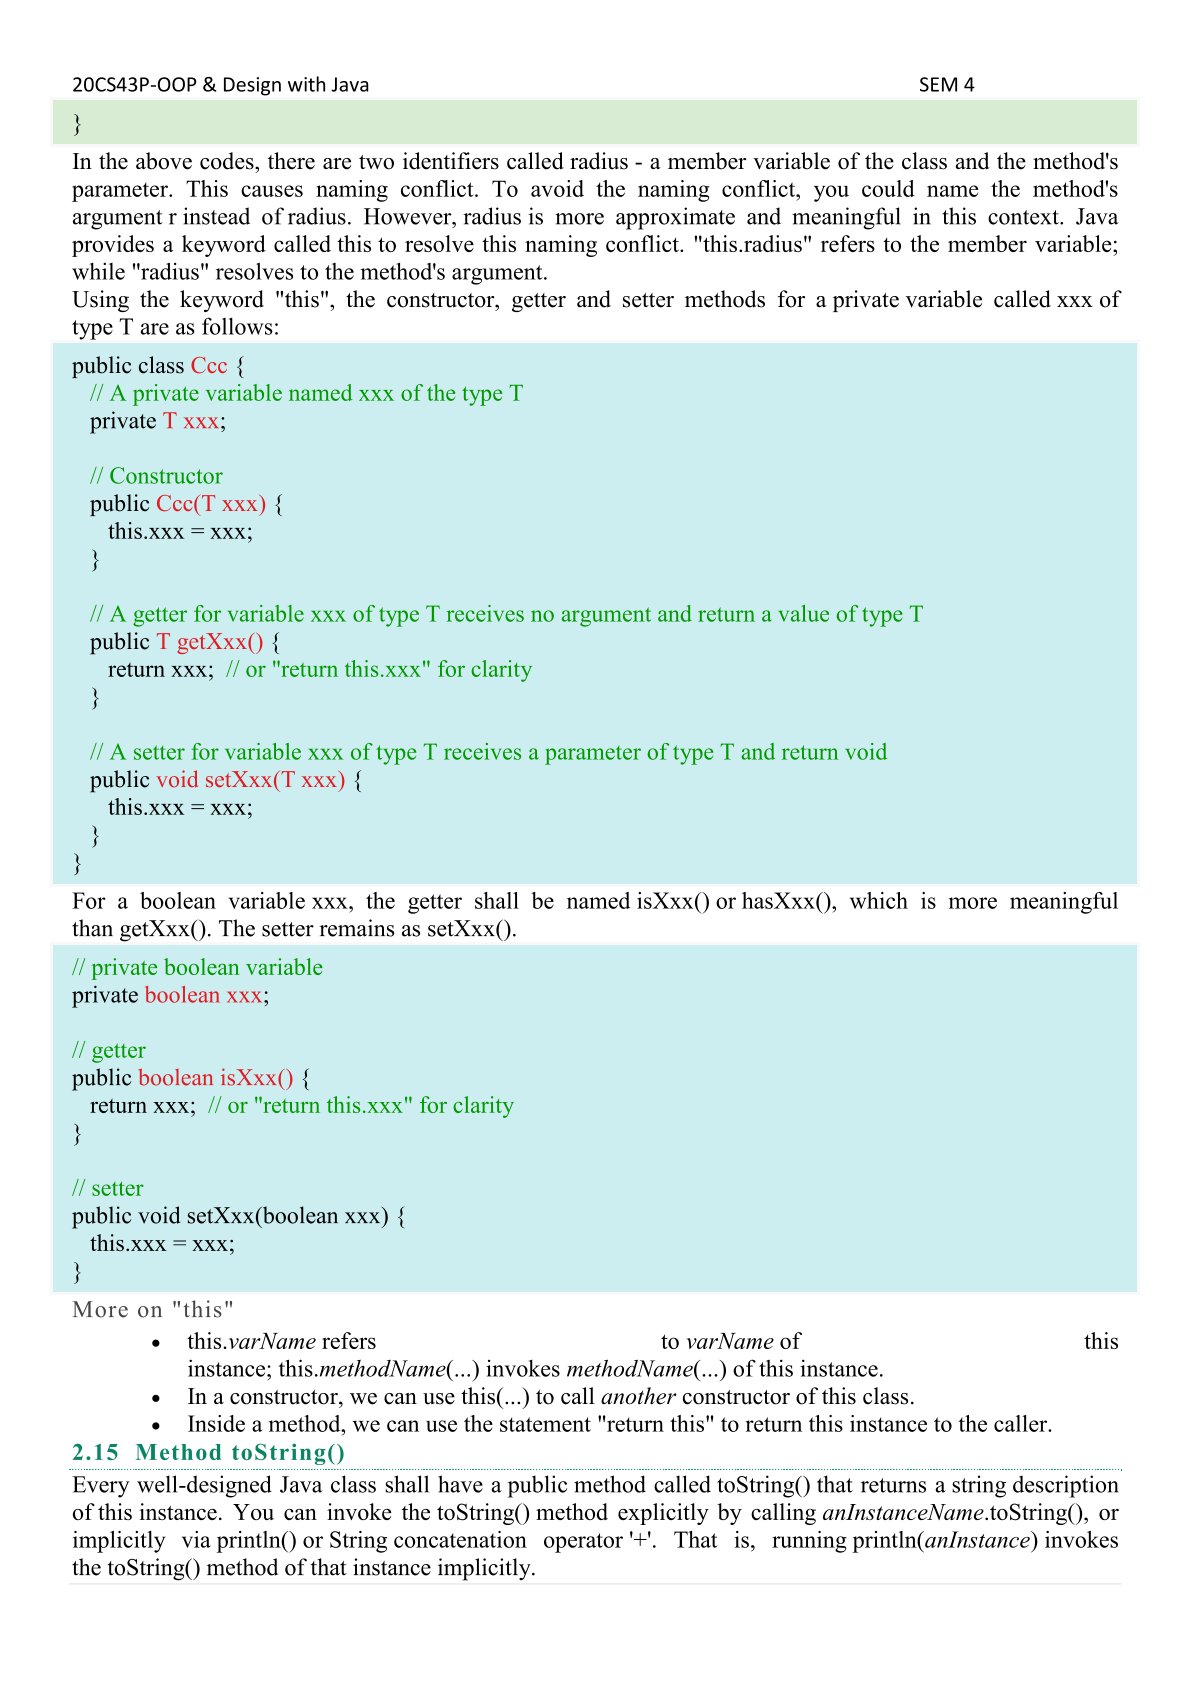 20CS43P-OOP & Design with Java SEM 4
}
In the above codes, there are two identifiers called radius - a member variable of the class and the method's
parameter. This causes naming conflict. To avoid the naming conflict, you could name the method's
argument r instead of radius. However, radius is more approximate and meaningful in this context. Java
provides a keyword called this to resolve this naming conflict. "this.radius" refers to the member variable;
while "radius" resolves to the method's argument.
Using the keyword "this", the constructor, getter and setter methods for a private variable called xxx of
type T are as follows:
public class Ccc {
// A private variable named xxx of the type T
private T xxx;
// Constructor
public Ccc(T xxx) {
this.xxx = xxx;
}
// A getter for variable xxx of type T receives no argument and return a value of type T
public T getXxx() {
return xxx; // or "return this.xxx" for clarity
}
// A setter for variable xxx of type T receives a parameter of type T and return void
public void setXxx(T xxx) {
this.xxx = xxx;
}
}
For a boolean variable xxx, the getter shall be named isXxx() or hasXxx(), which is more meaningful
than getXxx(). The setter remains as setXxx().
// private boolean variable
private boolean xxx;
// getter
public boolean isXxx() {
return xxx; // or "return this.xxx" for clarity
}
// setter
public void setXxx(boolean xxx) {
this.xxx = xxx;
}
More on "this"
• this.varName refers to varName of this
instance; this.methodName(...) invokes methodName(...) of this instance.
• In a constructor, we can use this(...) to call another constructor of this class.
• Inside a method, we can use the statement "return this" to return this instance to the caller.
2.15 Method toString()
Every well-designed Java class shall have a public method called toString() that returns a string description
of this instance. You can invoke the toString() method explicitly by calling anInstanceName.toString(), or
implicitly via println() or String concatenation operator '+'. That is, running println(anInstance) invokes
the toString() method of that instance implicitly.